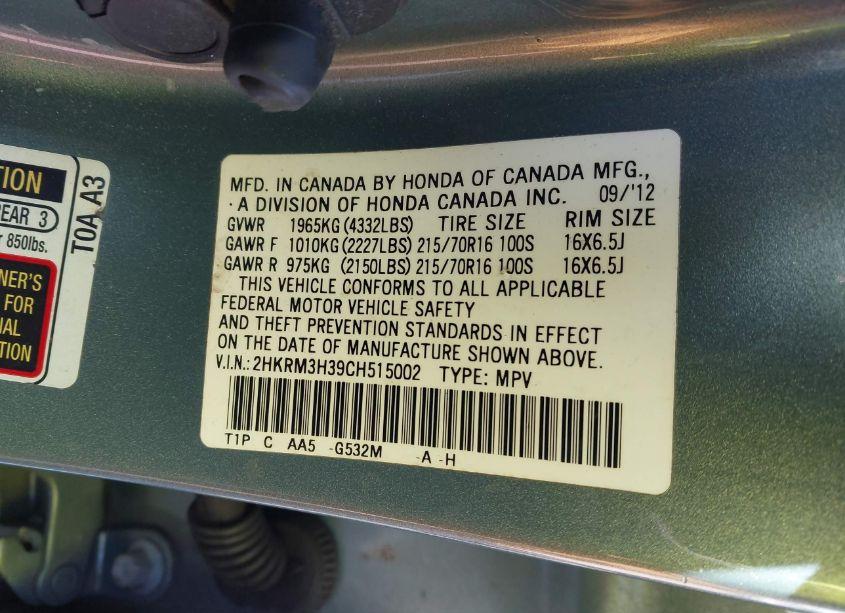 TION
REAR 3
r 850lbs.
NER'S
FOR
IAL
TION
T0A A3
MFD. IN CANADA BY HONDA OF CANADA MFG.,
A DIVISION OF HONDA CANADA INC. 09/'12
GVWR 1965KG (4332LBS) TIRE SIZE RIM SIZE
GAWR F 1010KG (2227LBS) 215/70R16 100S 16X6.5J
GAWR R 975KG (2150LBS) 215/70R16 100S 16X6.5J
THIS VEHICLE CONFORMS TO ALL APPLICABLE
FEDERAL MOTOR VEHICLE SAFETY
AND THEFT PREVENTION STANDARDS IN EFFECT
ON THE DATE OF MANUFACTURE SHOWN ABOVE.
V.I.N.: 2HKRM3H39CH515002 TYPE: MPV
T1P C AA5 -G532M -A -H